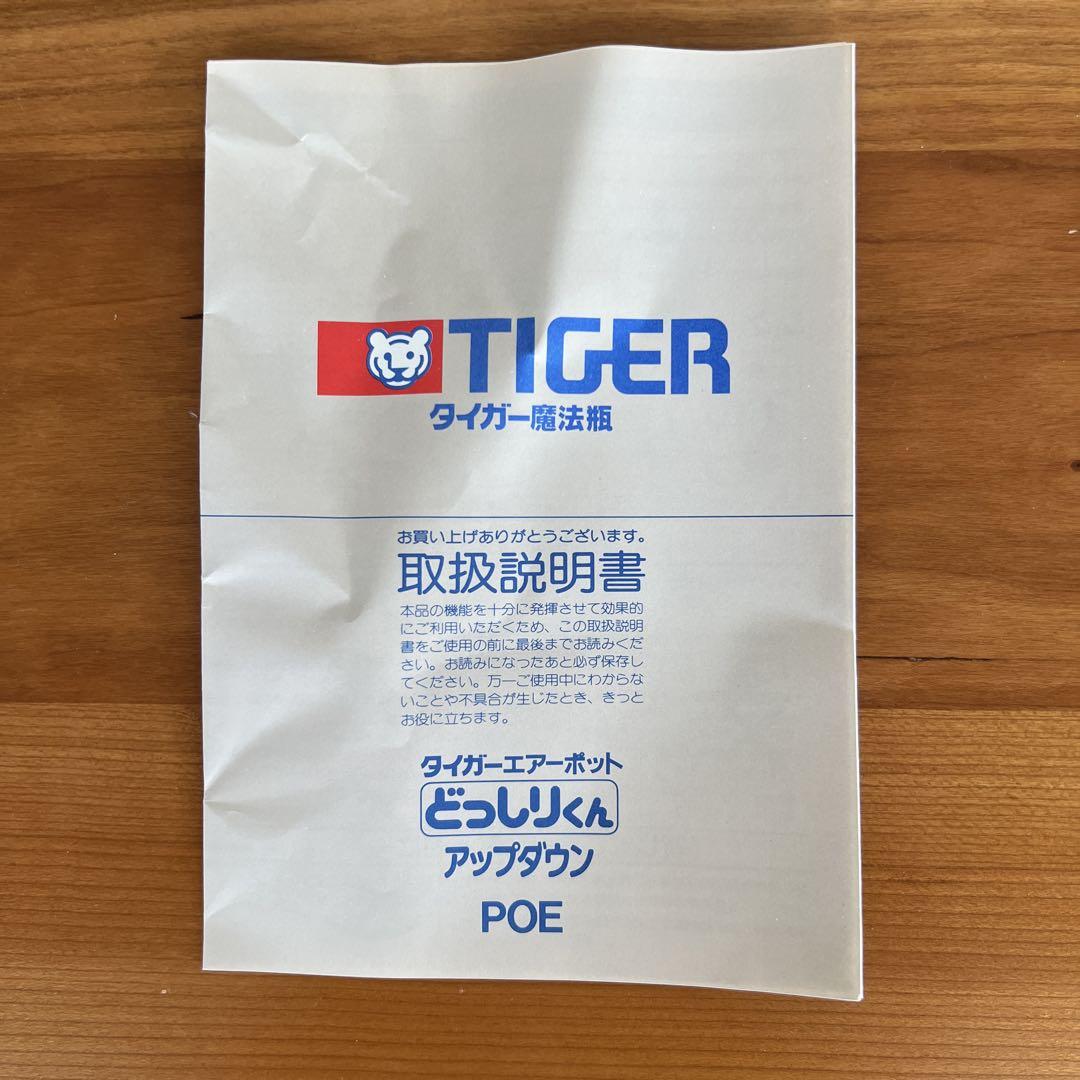 TIGER
タイガー魔法瓶
お買い上げありがとうございます。
取扱説明書
本品の機能を十分に発揮させて効果的
にご利用いただくため、この取扱説明
書をご使用の前に最後までお読みくだ
さい。お読みになったあと必ず保存し
てください。万一ご使用中にわからな
いことや不具合が生じたとき、きっと
お役に立ちます。
タイガーエアーポット
どっしりくん
アップダウン
POE